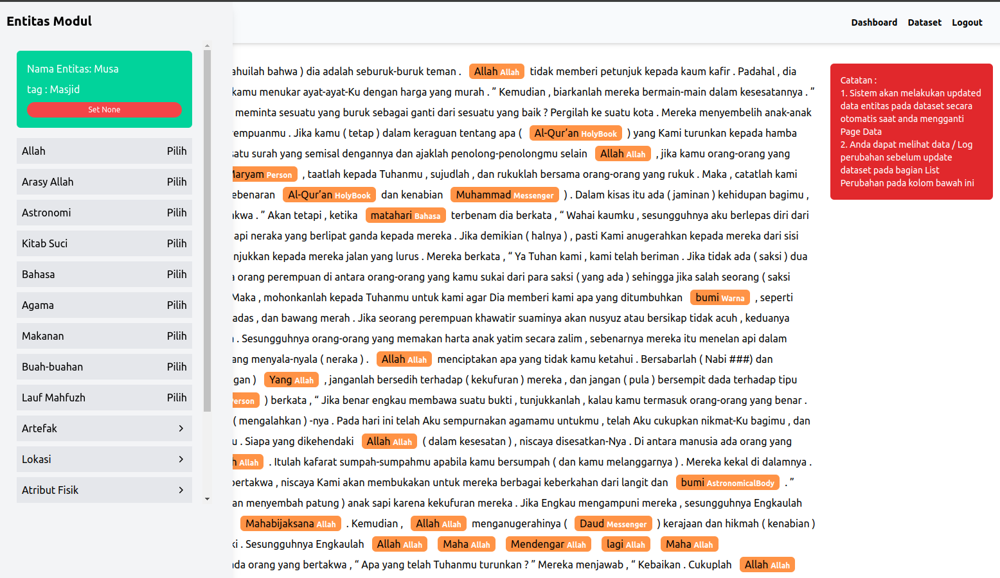 Entitas Modul
Dashboard Dataset Logout
Nama Entitas: Musa
tag : Masjid
Set None
Allah Pilih
Arasy Allah Pilih
Astronomi Pilih
Kitab Suci Pilih
Bahasa Pilih
Agama Pilih
Makanan Pilih
Buah-buahan Pilih
Lauf Mahfuzh Pilih
Artefak
Lokasi
Atribut Fisik
bahwa ) dia adalah seburuk-buruk teman . Allah Allah tidak memberi petunjuk kepada kaum kafir . Padahal , dia
kamu menukar ayat-ayat-Ku dengan harga yang murah . ” Kemudian , biarkanlah mereka bermain-main dalam kesesatannya . ”
meminta sesuatu yang buruk sebagai ganti dari sesuatu yang baik ? Pergilah ke suatu kota . Mereka menyembelih anak-anak
. Jika kamu ( tetap ) dalam keraguan tentang apa ( Al-Qur’an HolyBook ) yang Kami turunkan kepada hamba
surah yang semisal dengannya dan ajaklah penolong-penolongmu selain Allah Allah , jika kamu orang-orang yang
Maryam Person , taatlah kepada Tuhanmu , sujudlah , dan rukuklah bersama orang-orang yang rukuk . Maka , catatlah kami
Al-Qur’an HolyBook dan kenabian Muhammad Messenger ) . Dalam kisas itu ada ( jaminan ) kehidupan bagimu ,
. ” Akan tetapi , ketika matahari Bahasa terbenam dia berkata , “ Wahai kaumku , sesungguhnya aku berlepas diri dari
api neraka yang berlipat ganda kepada mereka . Jika demikian ( halnya ) , pasti Kami anugerahkan kepada mereka dari sisi
kepada mereka jalan yang lurus . Mereka berkata , “ Ya Tuhan kami , kami telah beriman . Jika tidak ada ( saksi ) dua
orang perempuan di antara orang-orang yang kamu sukai dari para saksi ( yang ada ) sehingga jika salah seorang ( saksi
Maka , mohonkanlah kepada Tuhanmu untuk kami agar Dia memberi kami apa yang ditumbuhkan bumi Warna , seperti
, dan bawang merah . Jika seorang perempuan khawatir suaminya akan nusyuz atau bersikap tidak acuh , keduanya
. Sesungguhnya orang-orang yang memakan harta anak yatim secara zalim , sebenarnya mereka itu menelan api dalam
menyala-nyala ( neraka ) . Allah Allah menciptakan apa yang tidak kamu ketahui . Bersabarlah ( Nabi ###) dan
) Yang Allah , janganlah bersedih terhadap ( kekufuran ) mereka , dan jangan ( pula ) bersempit dada terhadap tipu
) berkata , “ Jika benar engkau membawa suatu bukti , tunjukkanlah , kalau kamu termasuk orang-orang yang benar .
( mengalahkan ) -nya . Pada hari ini telah Aku sempurnakan agamamu untukmu , telah Aku cukupkan nikmat-Ku bagimu , dan
. Siapa yang dikehendaki Allah Allah ( dalam kesesatan ) , niscaya disesatkan-Nya . Di antara manusia ada orang yang
Allah . Itulah kafarat sumpah-sumpahmu apabila kamu bersumpah ( dan kamu melanggarnya ) . Mereka kekal di dalamnya .
bertakwa , niscaya Kami akan membukakan untuk mereka berbagai keberkahan dari langit dan bumi AstronomicalBody . ”
menyembah patung ) anak sapi karena kekufuran mereka . Jika Engkau mengampuni mereka , sesungguhnya Engkaulah
Mahabijaksana Allah . Kemudian , Allah Allah menganugerahinya ( Daud Messenger ) kerajaan dan hikmah ( kenabian )
. Sesungguhnya Engkaulah Allah Allah Maha Allah Mendengar Allah lagi Allah Maha Allah
orang yang bertakwa , “ Apa yang telah Tuhanmu turunkan ? ” Mereka menjawab , “ Kebaikan . Cukuplah Allah Allah
Catatan :
1. Sistem akan melakukan updated
data entitas pada dataset secara
otomatis saat anda mengganti
Page Data
2. Anda dapat melihat data / Log
perubahan sebelum update
dataset pada bagian List
Perubahan pada kolom bawah ini